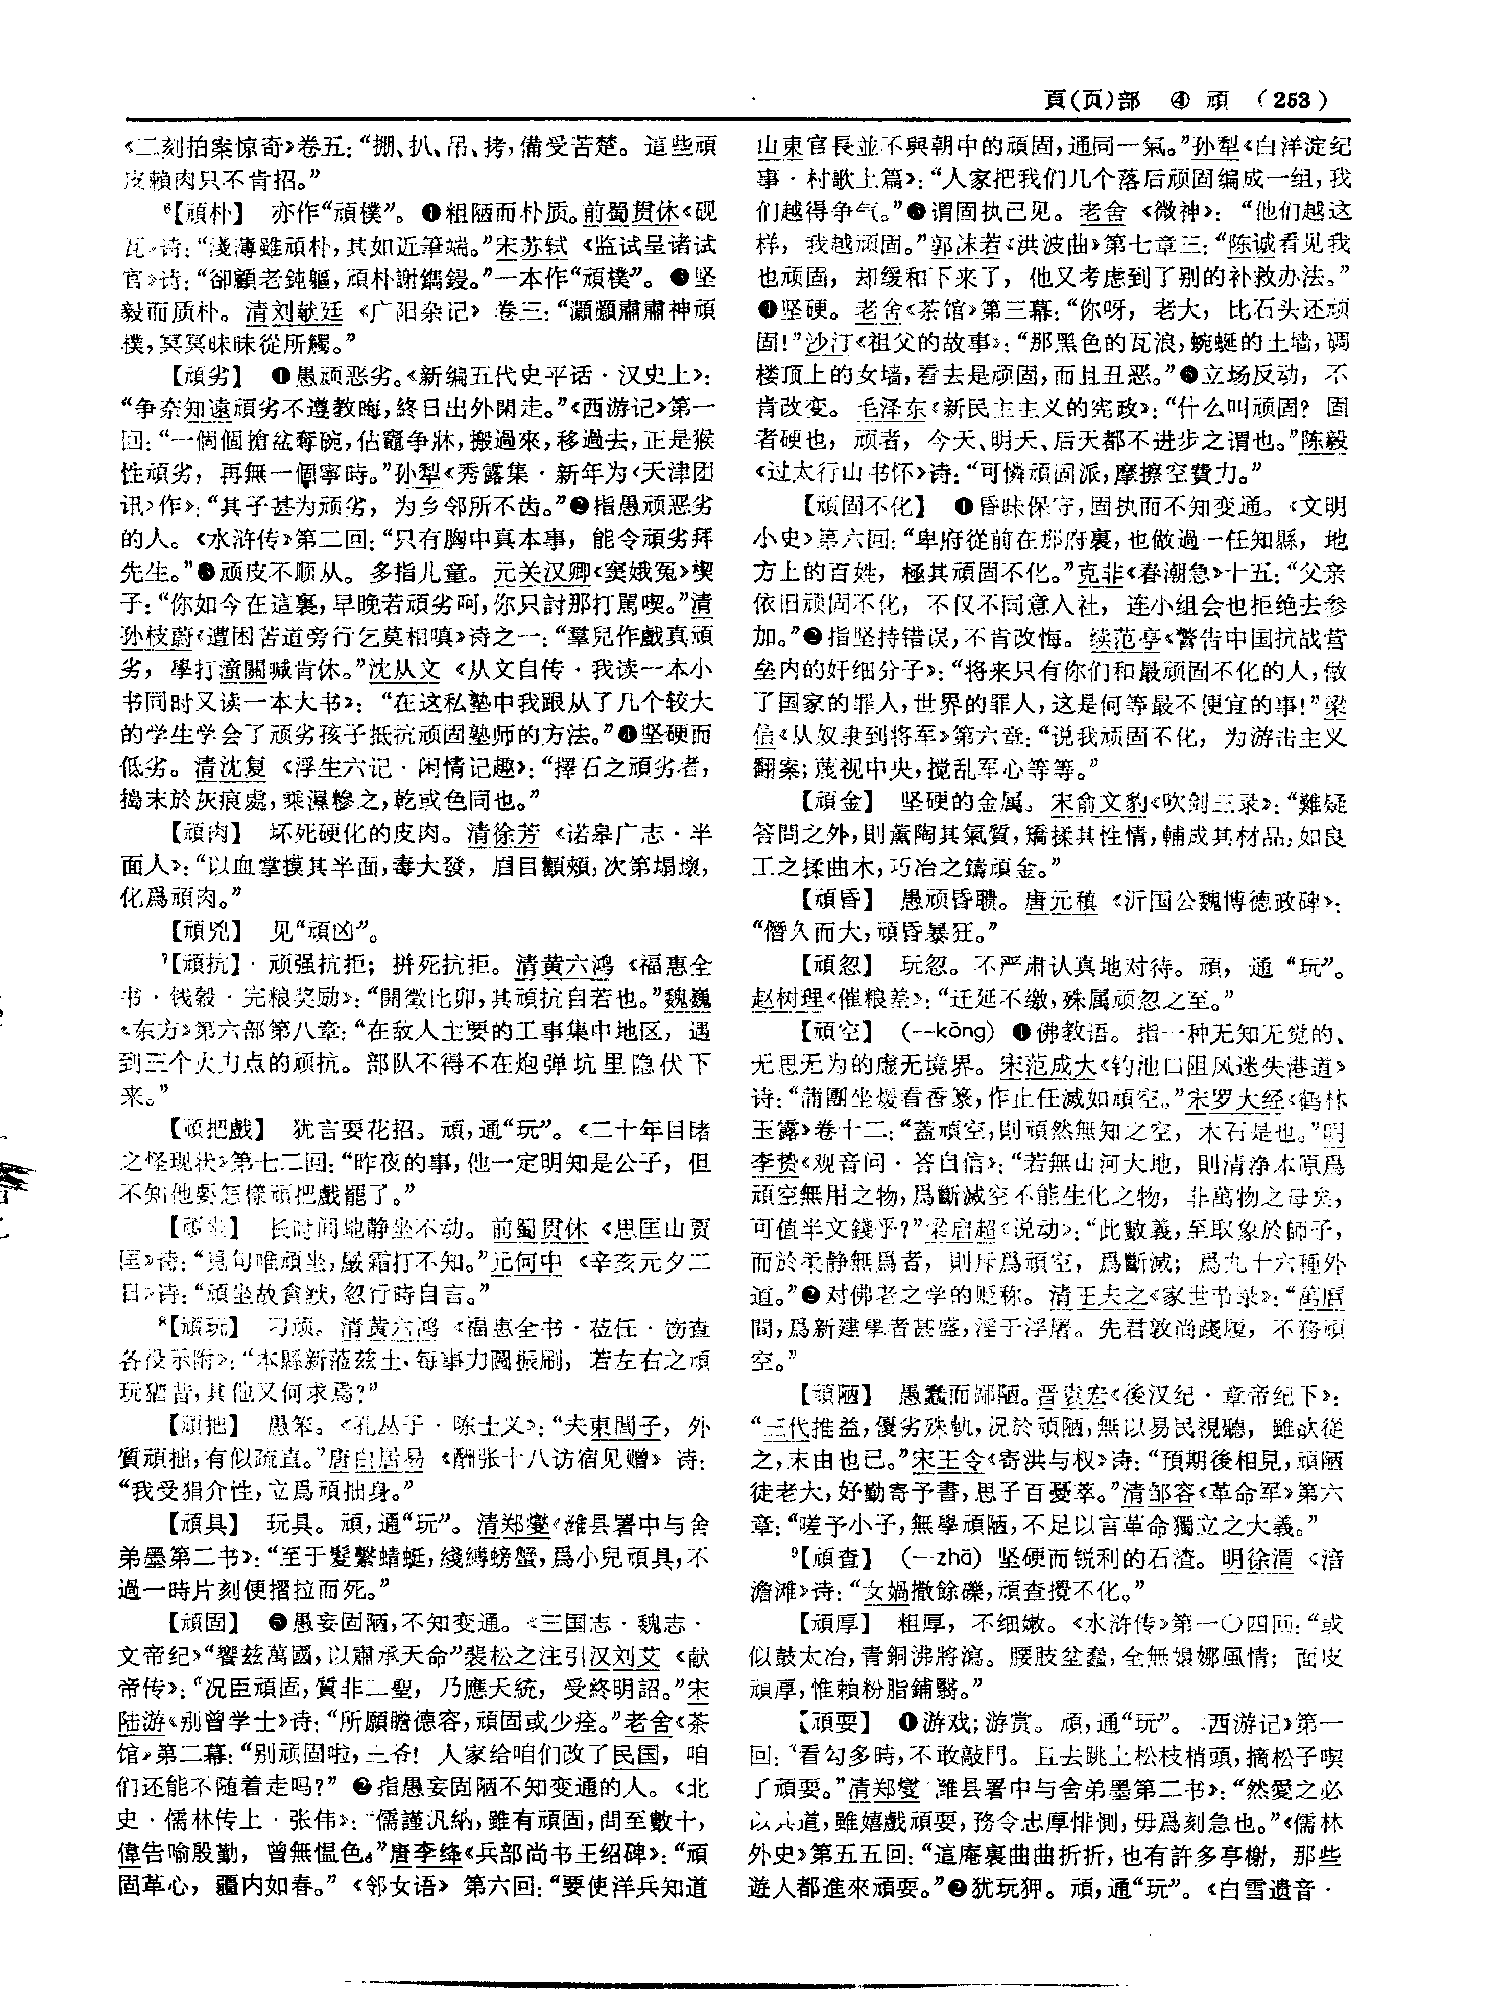 頁(页)部 ④ 頑 (253)
《二刻拍案惊奇》卷五:“掤、扒、吊、拷,備受苦楚。這些頑
皮賴肉只不肯招。”
⁶【頑朴】 亦作“頑樸”。❶粗陋而朴质。前蜀贯休《砚
瓦》诗:“淺薄雖頑朴,其如近筆端。”宋苏轼《监试呈诸试
官》诗:“卻顧老鈍軀,頑朴謝鐫鋟。”一本作“頑樸”。❷坚
毅而质朴。清刘献廷《广阳杂记》卷三:“灝灝肅肅神頑
樸,冥冥昧昧從所觸。”
【頑劣】 ❶愚顽恶劣。《新编五代史平话·汉史上》:
“争奈知遠頑劣不遵教晦,終日出外閑走。”《西游记》第一
回:“一個個搶盆奪碗,佔竈争牀,搬過來,移過去,正是猴
性頑劣,再無一個寧時。”孙犁《秀露集·新年为〈天津团
讯〉作》:“其子甚为顽劣,为乡邻所不齿。”❷指愚顽恶劣
的人。《水浒传》第二回:“只有胸中真本事,能令頑劣拜
先生。”❸顽皮不顺从。多指儿童。元关汉卿《窦娥冤》楔
子:“你如今在這裏,早晚若頑劣呵,你只討那打罵喫。”清
孙枝蔚《遭困苦道旁行乞莫相嗔》诗之一:“羣兒作戲真頑
劣,學打潼關喊肯休。”沈从文《从文自传·我读一本小
书同时又读一本大书》:“在这私塾中我跟从了几个较大
的学生学会了顽劣孩子抵抗顽固塾师的方法。”❹坚硬而
低劣。清沈复《浮生六记·闲情记趣》:“擇石之頑劣者,
搗末於灰痕處,乘濕糝之,乾或色同也。”
【頑肉】 坏死硬化的皮肉。清徐芳《诺皋广志·半
面人》:“以血掌摸其半面,毒大發,眉目顴頰,次第塌壞,
化爲頑肉。”
【頑兇】 见“頑凶”。
⁷【頑抗】 顽强抗拒;拼死抗拒。清黄六鸿《福惠全
书·钱穀·完粮奖励》:“開徵比卯,其頑抗自若也。”魏巍
《东方》第六部第八章:“在敌人主要的工事集中地区,遇
到三个火力点的顽抗。部队不得不在炮弹坑里隐伏下
来。”
【頑把戲】 犹言耍花招。頑,通“玩”。《二十年目睹
之怪现状》第七二回:“昨夜的事,他一定明知是公子,但
不知他要怎樣頑把戲罷了。”
【頑坐】 长时间地静坐不动。前蜀贯休《思匡山贾
匡》诗:“覓句唯頑坐,嚴霜打不知。”元何中《辛亥元夕二
日》诗:“頑坐故貪默,忽行時自言。”
⁸【頑玩】 刁顽。清黄六鸿《福惠全书·莅任·饬查
各役示附》:“本縣新蒞兹土,每事力圖振刷,若左右之頑
玩猶昔,其他又何求焉?”
【頑拙】 愚笨。《孔丛子·陈士义》:“夫東閭子,外
質頑拙,有似疏直。”唐白居易《酬张十八访宿见赠》诗:
“我受狷介性,立爲頑拙身。”
【頑具】 玩具。頑,通“玩”。清郑燮《潍县署中与舍
弟墨第二书》:“至于髮繫蜻蜓,綫縛螃蟹,爲小兒頑具,不
過一時片刻便摺拉而死。”
【頑固】 ❶愚妄固陋,不知变通。《三国志·魏志·
文帝纪》“饗兹萬國,以肅承天命”裴松之注引汉刘艾《献
帝传》:“况臣頑固,質非二聖,乃應天統,受終明詔。”宋
陆游《别曾学士》诗:“所願瞻德容,頑固或少痊。”老舍《茶
馆》第二幕:“别顽固啦,三爷!人家给咱们改了民国,咱
们还能不随着走吗?”❷指愚妄固陋不知变通的人。《北
史·儒林传上·张伟》:“儒謹汎納,雖有頑固,問至數十,
偉告喻殷勤,曾無愠色。”唐李绛《兵部尚书王绍碑》:“頑
固革心,疆内如春。”《邻女语》第六回:“要使洋兵知道
山東官長並不與朝中的頑固,通同一氣。”孙犁《白洋淀纪
事·村歌上篇》:“人家把我们几个落后顽固编成一组,我
们越得争气。”❸谓固执己见。老舍《微神》:“他们越这
样,我越顽固。”郭沫若《洪波曲》第七章三:“陈诚看见我
也顽固,却缓和下来了,他又考虑到了别的补救办法。”
❹坚硬。老舍《茶馆》第三幕:“你呀,老大,比石头还顽
固!”沙汀《祖父的故事》:“那黑色的瓦浪,蜿蜒的土墙,碉
楼顶上的女墙,看去是顽固,而且丑恶。”❺立场反动,不
肯改变。毛泽东《新民主主义的宪政》:“什么叫顽固?固
者硬也,顽者,今天、明天、后天都不进步之谓也。”陈毅
《过太行山书怀》诗:“可憐頑固派,摩擦空費力。”
【頑固不化】 ❶昏昧保守,固执而不知变通。《文明
小史》第六回:“卑府從前在那府裏,也做過一任知縣,地
方上的百姓,極其頑固不化。”克非《春潮急》十五:“父亲
依旧顽固不化,不仅不同意入社,连小组会也拒绝去参
加。”❷指坚持错误,不肯改悔。续范亭《警告中国抗战营
垒内的奸细分子》:“将来只有你们和最顽固不化的人,做
了国家的罪人,世界的罪人,这是何等最不便宜的事!”梁
信《从奴隶到将军》第六章:“说我顽固不化,为游击主义
翻案;蔑视中央,搅乱军心等等。”
【頑金】 坚硬的金属。宋俞文豹《吹剑三录》:“難疑
答問之外,則薰陶其氣質,矯揉其性情,輔成其材品;如良
工之揉曲木,巧冶之鑄頑金。”
【頑昏】 愚顽昏聩。唐元稹《沂国公魏博德政碑》:
“僭久而大,頑昏暴狂。”
【頑忽】 玩忽。不严肃认真地对待。頑,通“玩”。
赵树理《催粮差》:“迁延不缴,殊属顽忽之至。”
【頑空】 (--kōng) ❶佛教语。指一种无知无觉的、
无思无为的虚无境界。宋范成大《钓池口阻风迷失港道》
诗:“蒲團坐煖看香篆,作止任滅如頑空。”宋罗大经《鹤林
玉露》卷十二:“蓋頑空,則頑然無知之空,木石是也。”明
李贽《观音问·答自信》:“若無山河大地,則清净本原爲
頑空無用之物,爲斷滅空不能生化之物,非萬物之母矣,
可值半文錢乎?”梁启超《说动》:“此數義,至取象於師子,
而於柔静無爲者,則斥爲頑空,爲斷滅;爲九十六種外
道。”❷对佛老之学的贬称。清王夫之《家世节录》:“萬曆
間,爲新建學者甚盛,淫于浮屠。先君敦尚踐履,不務頑
空。”
【頑陋】 愚蠢而鄙陋。晋袁宏《後汉纪·章帝纪下》:
“三代推益,優劣殊軌,況於頑陋,無以易民視聽,雖欲從
之,末由也已。”宋王令《寄洪与权》诗:“預期後相見,頑陋
徒老大,好勤寄予書,思子百憂萃。”清邹容《革命军》第六
章:“嗟予小子,無學頑陋,不足以言革命獨立之大義。”
⁹【頑查】 (--zhā) 坚硬而锐利的石渣。明徐渭《涪
澹滩》诗:“女媧撒餘礫,頑查攪不化。”
【頑厚】 粗厚,不细嫩。《水浒传》第一〇四回:“或
似鼓太冶,青銅沸將滾。腰肢坌蠢,全無嬝娜風情;面皮
頑厚,惟賴粉脂鋪翳。”
【頑耍】 ❶游戏;游赏。頑,通“玩”。《西游记》第一
回:“看勾多時,不敢敲門。且去跳上松枝梢頭,摘松子喫
了頑耍。”清郑燮《潍县署中与舍弟墨第二书》:“然愛之必
以其道,雖嬉戲頑耍,務令忠厚悱惻,毋爲刻急也。”《儒林
外史》第五五回:“這庵裏曲曲折折,也有許多亭榭,那些
遊人都進來頑耍。”❷犹玩狎。頑,通“玩”。《白雪遗音·